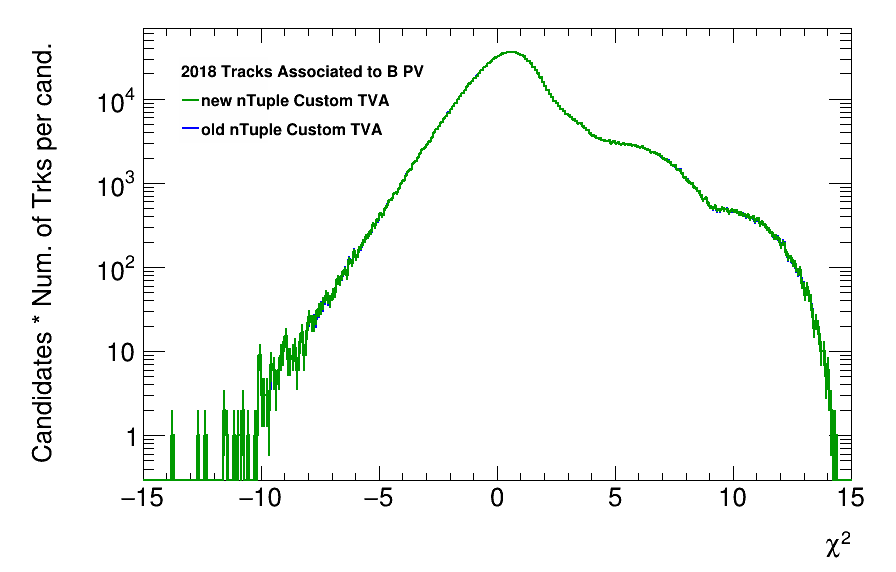 2018 Tracks Associated to B PV
new nTuple Custom TVA
old nTuple Custom TVA
Candidates * Num. of Trks per cand.
10⁴
10³
10²
10
1
−15 −10 −5 0 5 10 15
χ²